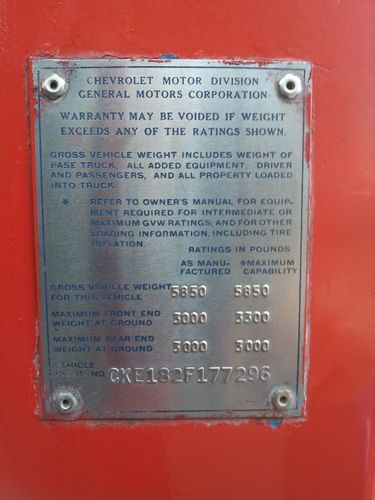 CHEVROLET MOTOR DIVISION
GENERAL MOTORS CORPORATION
WARRANTY MAY BE VOIDED IF WEIGHT
EXCEEDS ANY OF THE RATINGS SHOWN.
GROSS VEHICLE WEIGHT INCLUDES WEIGHT OF
BASE TRUCK, ALL ADDED EQUIPMENT, DRIVER
AND PASSENGERS, AND ALL PROPERTY LOADED
INTO TRUCK.
* REFER TO OWNER'S MANUAL FOR EQUIP-
MENT REQUIRED FOR INTERMEDIATE OR
MAXIMUM GVW RATINGS, AND FOR OTHER
LOADING INFORMATION, INCLUDING TIRE
INFLATION.
RATINGS IN POUNDS
AS MANU- *MAXIMUM
FACTURED CAPABILITY
GROSS VEHICLE WEIGHT 5850 5850
FOR THIS VEHICLE
MAXIMUM FRONT END 3000 3300
WEIGHT AT GROUND
MAXIMUM REAR END 3000 3000
WEIGHT AT GROUND
VEHICLE
NO. CKE182F177296